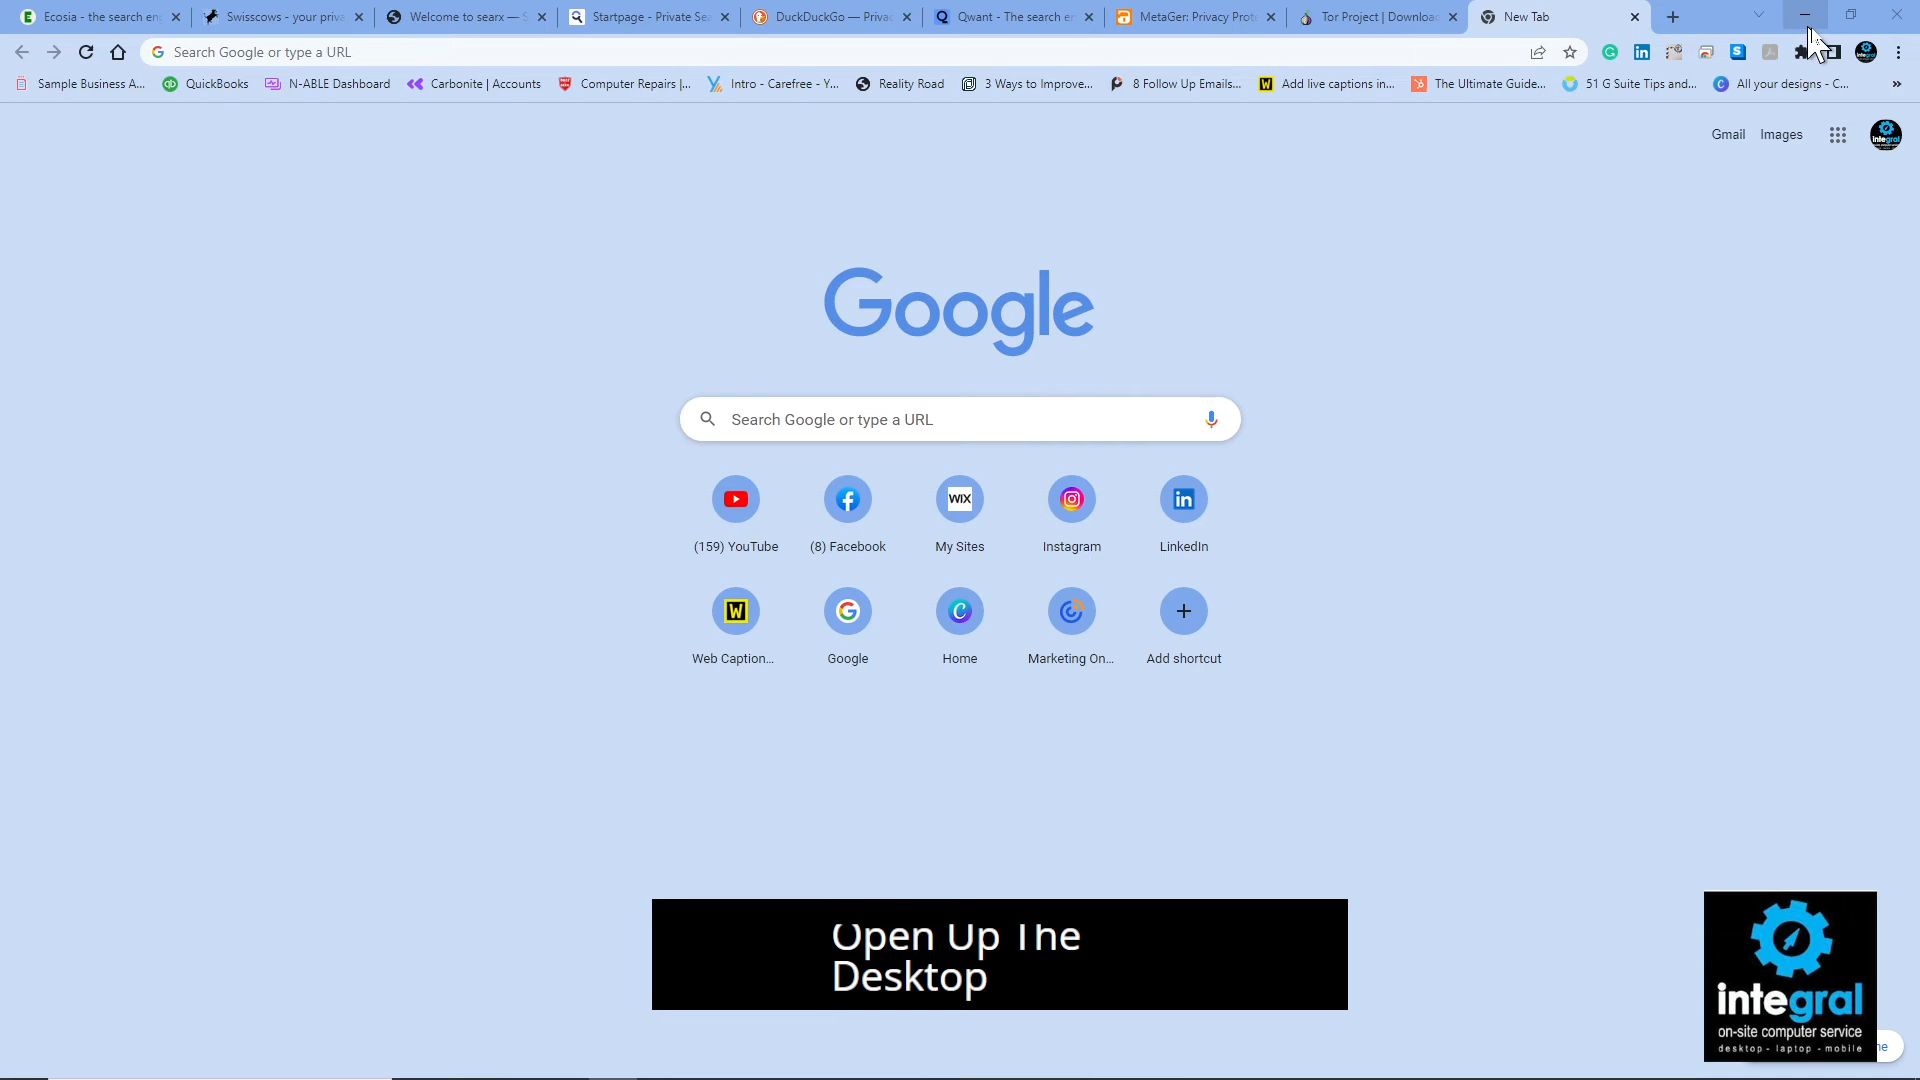 Ecosia - the search en
Swisscows - your priva
Welcome to searx — S
Startpage - Private Se
DuckDuckGo — Privac
Qwant - The search en
MetaGer: Privacy Prote
Tor Project | Download
New Tab
Search Google or type a URL
Sample Business A...
QuickBooks
N-ABLE Dashboard
Carbonite | Accounts
Computer Repairs |...
Intro - Carefree - Y...
Reality Road
3 Ways to Improve...
8 Follow Up Emails...
Add live captions in...
The Ultimate Guide...
51 G Suite Tips and...
All your designs - C...
Gmail
Images
Google
Search Google or type a URL
(159) YouTube
(8) Facebook
WIX
My Sites
Instagram
LinkedIn
Web Caption...
Google
Home
Marketing On...
Add shortcut
Open Up The
Desktop
integral
on-site computer service
desktop - laptop - mobile